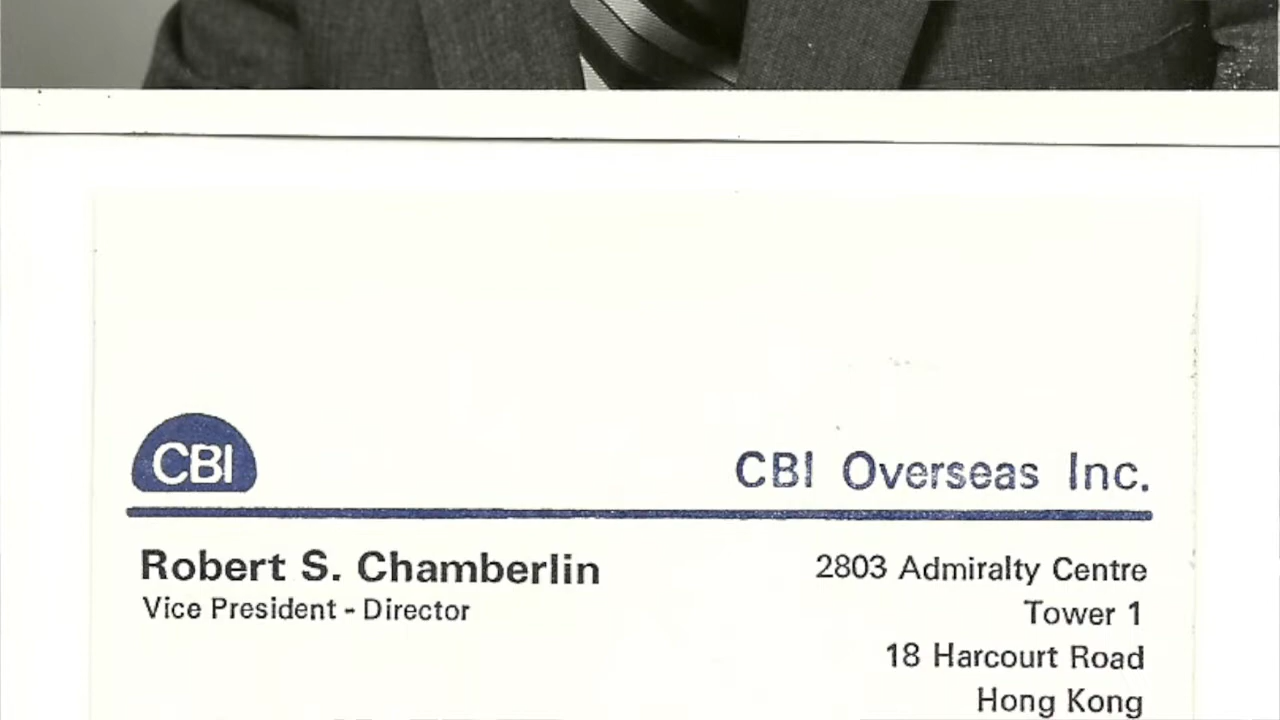 CBI
CBI Overseas Inc.
Robert S. Chamberlin
Vice President - Director
2803 Admiralty Centre
Tower 1
18 Harcourt Road
Hong Kong